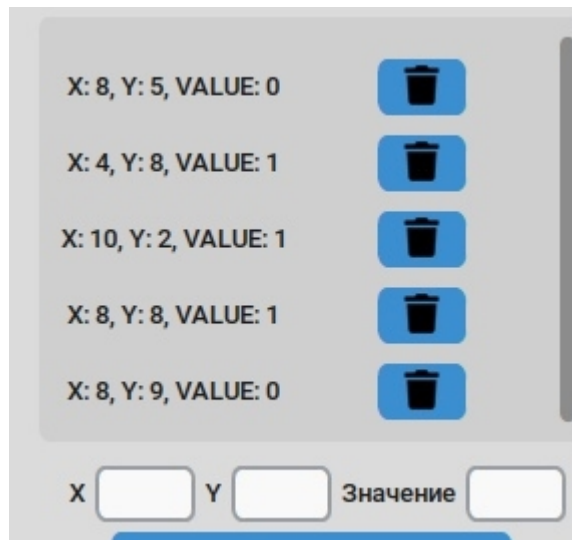 X: 8, Y: 5, VALUE: 0
X: 4, Y: 8, VALUE: 1
X: 10, Y: 2, VALUE: 1
X: 8, Y: 8, VALUE: 1
X: 8, Y: 9, VALUE: 0
X Y Значение